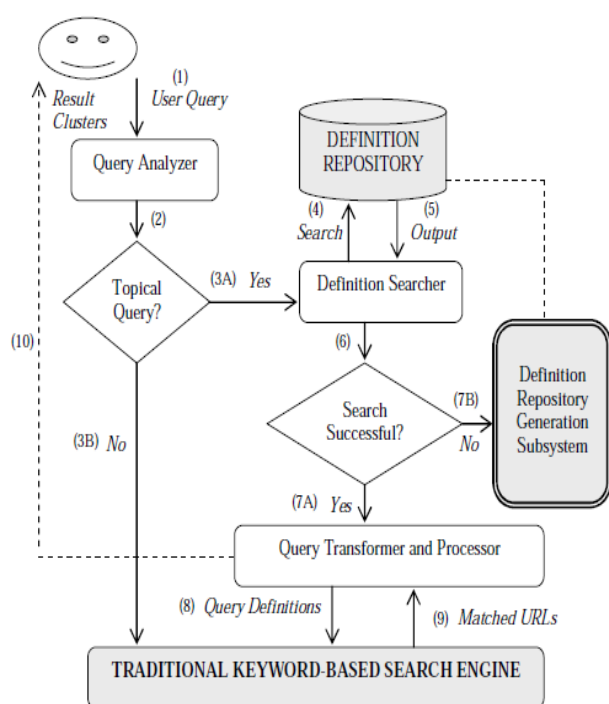 (1)
Result
Clusters
User Query
Query Analyzer
DEFINITION
REPOSITORY
(2)
(4)
Search
(5)
Output
Topical
Query?
(3A) Yes
Definition Searcher
(10)
(6)
Definition
Repository
Generation
Subsystem
Search
Successful?
(7B)
No
(3B) No
(7A) Yes
Query Transformer and Processor
(8) Query Definitions
(9) Matched URLs
TRADITIONAL KEYWORD-BASED SEARCH ENGINE